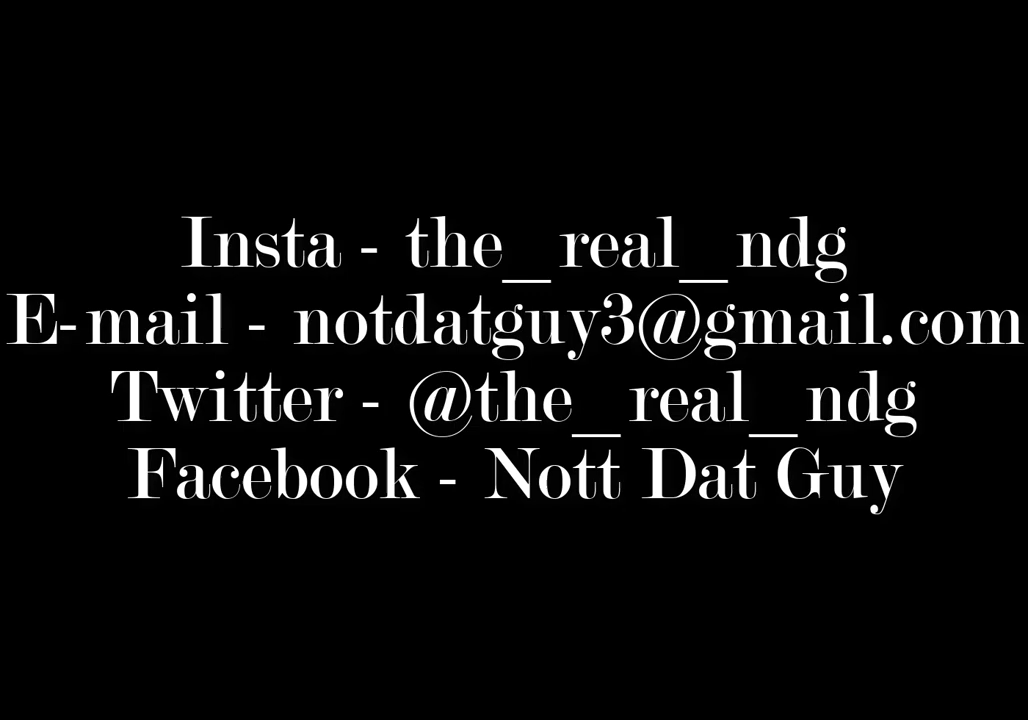 Insta - the_real_ndg
E-mail - notdatguy3@gmail.com
Twitter - @the_real_ndg
Facebook - Nott Dat Guy